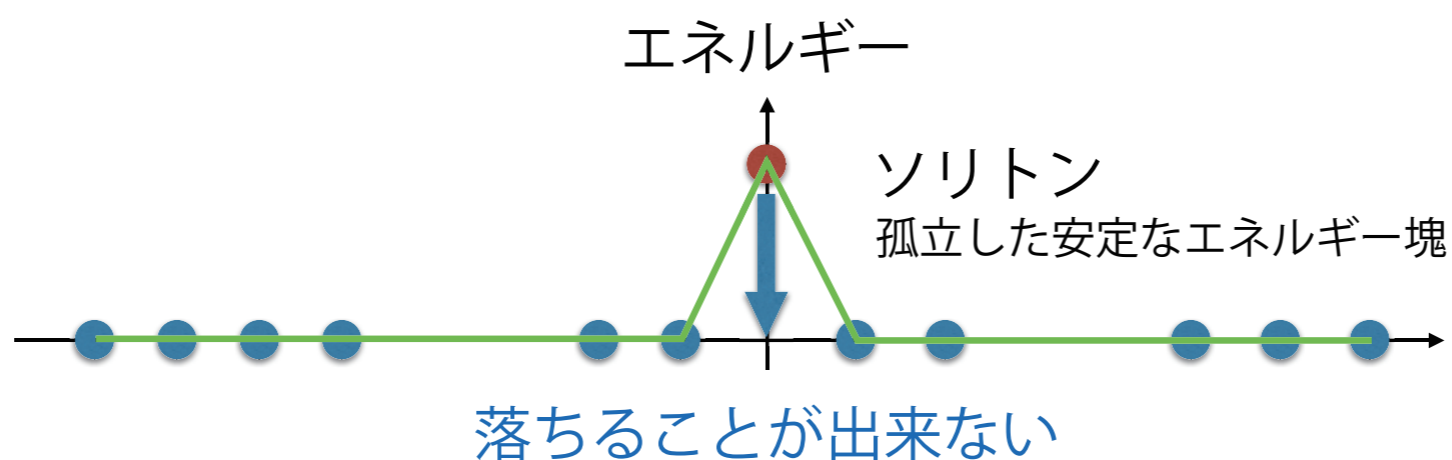 エネルギー
ソリトン
孤立した安定なエネルギー塊
落ちることが出来ない